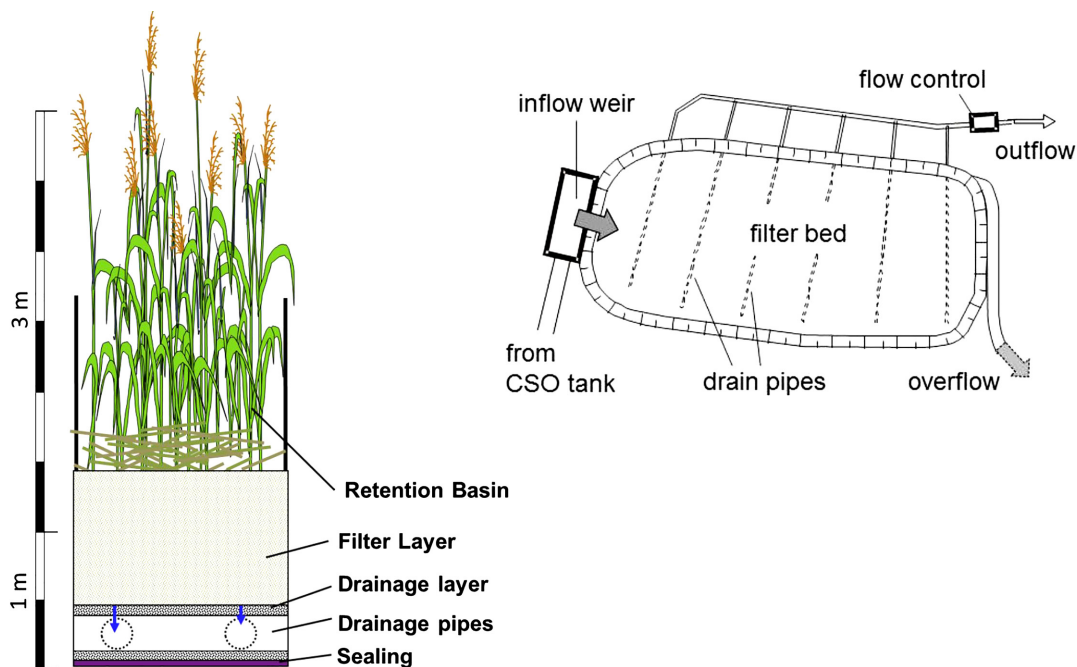 3 m
1 m
Retention Basin
Filter Layer
Drainage layer
Drainage pipes
Sealing
inflow weir
flow control
outflow
filter bed
from
CSO tank
drain pipes
overflow